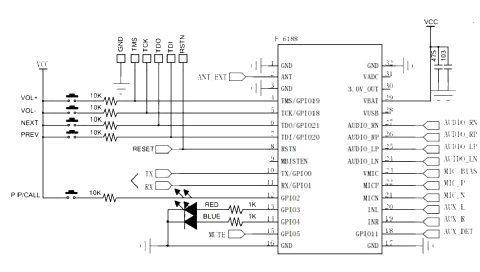 F 6188
VCC
475
103
GND
TMS
TCK
TDO
TDI
RSTN
VCC
VOL+ 10K
VOL- 10K
NEXT 10K
PREV 10K
ANT EXT
RESET
TX
RX
PIP/CALL 10K
RED 1K
BLUE 1K
MUTE
1 GND
2 ANT
3 GND
4 TMS/GPIO19
5 TCK/GPIO18
6 TDO/GPIO21
7 TDI/GPIO20
8 RSTN
9 MBISTEN
10 TX/GPIO0
11 RX/GPIO1
12 GPIO2
13 GPIO3
14 GPIO4
15 GPIO5
16 GND
GND 32
VADC 31
3.0V_OUT 30
VBAT 29
VUSB 28
AUDIO_RN 27
AUDIO_RP 26
AUDIO_LP 25
AUDIO_LN 24
VMIC 23
MICP 22
MICN 21
INL 20
INR 19
GPIO11 18
GND 17
AUDIO_RN
AUDIO_RP
AUDIO_LP
AUDIO_LN
MIC_BIAS
MIC_P
MIC_N
AUX_L
AUX_R
AUX_DET